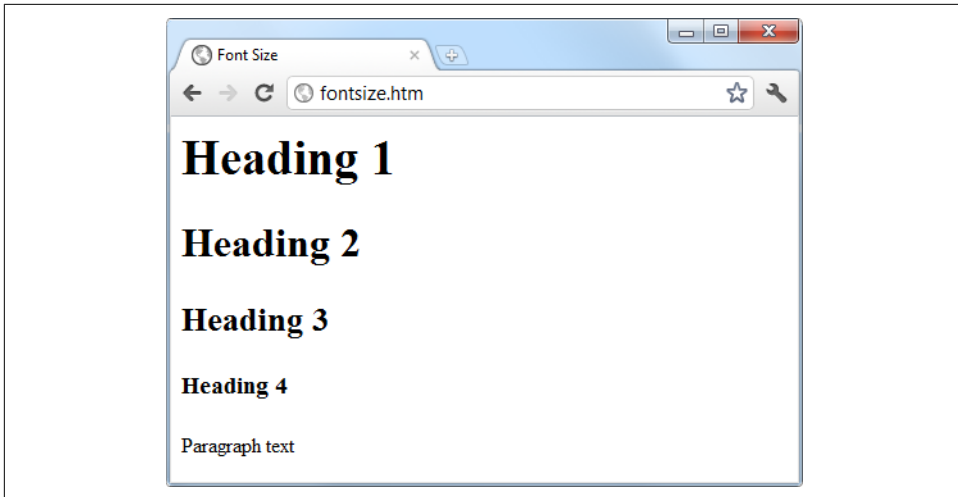 Font Size
fontsize.htm
Heading 1
Heading 2
Heading 3
Heading 4
Paragraph text